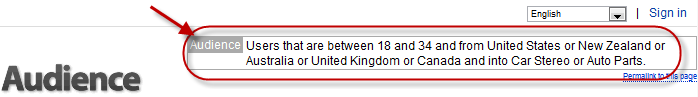 English | Sign in
Audience Users that are between 18 and 34 and from United States or New Zealand or
Australia or United Kingdom or Canada and into Car Stereo or Auto Parts.
Audience
Permalink to this page